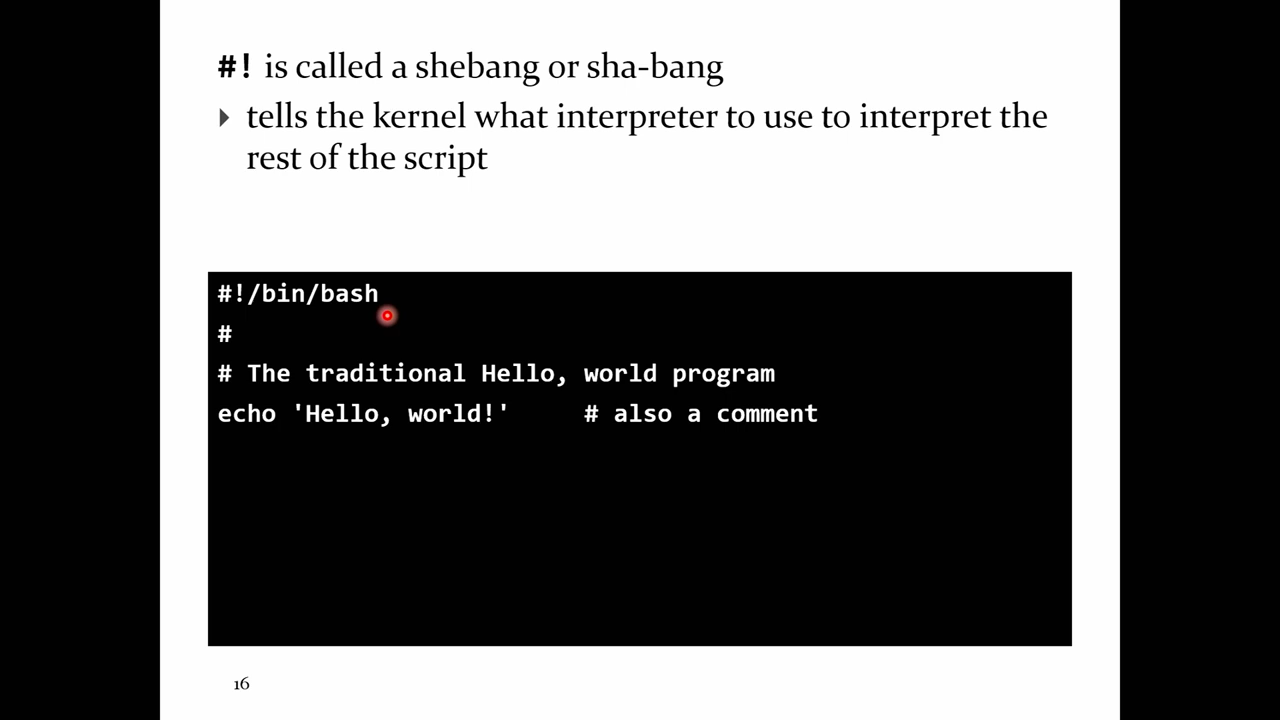 #! is called a shebang or sha-bang
tells the kernel what interpreter to use to interpret the
rest of the script
#!/bin/bash
#
# The traditional Hello, world program
echo 'Hello, world!'     # also a comment
16